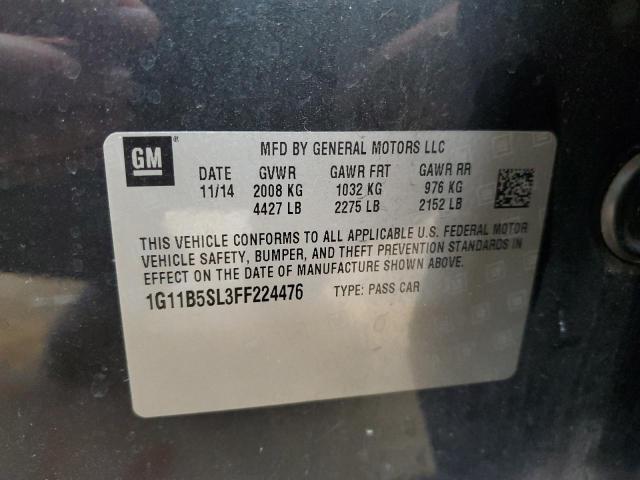 GM® MFD BY GENERAL MOTORS LLC
DATE GVWR GAWR FRT GAWR RR
11/14 2008 KG 1032 KG 976 KG
4427 LB 2275 LB 2152 LB
THIS VEHICLE CONFORMS TO ALL APPLICABLE U.S. FEDERAL MOTOR
VEHICLE SAFETY, BUMPER, AND THEFT PREVENTION STANDARDS IN
EFFECT ON THE DATE OF MANUFACTURE SHOWN ABOVE.
1G11B5SL3FF224476 TYPE: PASS CAR